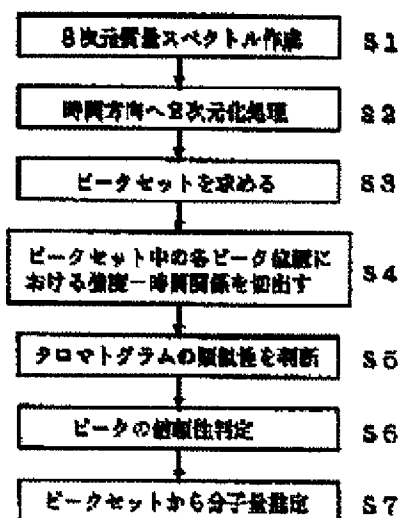 3次元質量スペクトル作成 S1
時間方向へ2次元化処理 S2
ピークセットを求める S3
ピークセット中の各ピーク位置に
おける強度－時間関係を切出す S4
クロマトグラムの類似性を判断 S5
ピークの信頼性判定 S6
ピークセットから分子量推定 S7